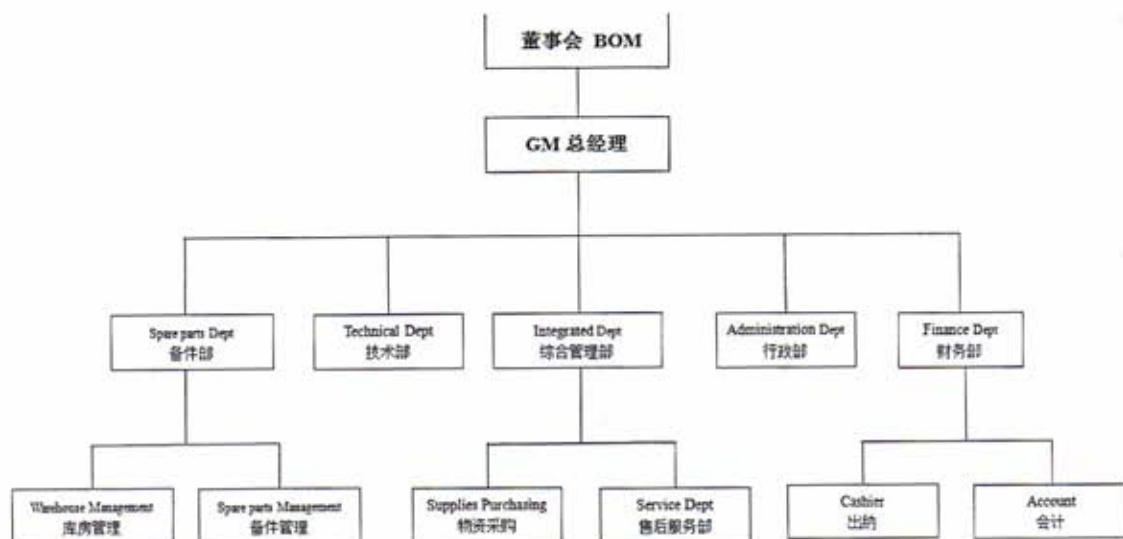 董事会 BOM
GM 总经理
Spare parts Dept
备件部
Technical Dept
技术部
Integrated Dept
综合管理部
Administration Dept
行政部
Finance Dept
财务部
Warehouse Management
库房管理
Spare parts Management
备件管理
Supplies Purchasing
物资采购
Service Dept
售后服务部
Cashier
出纳
Account
会计